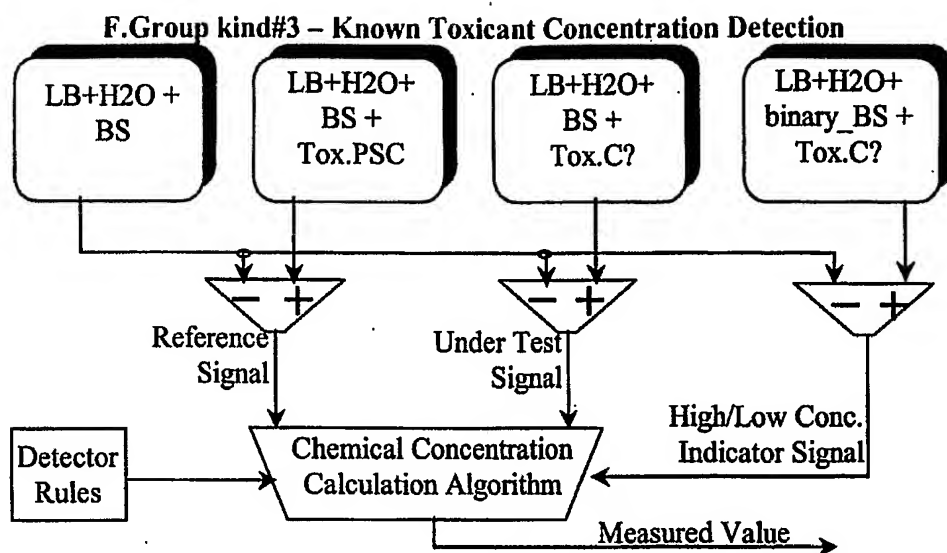 F.Group kind#3 – Known Toxicant Concentration Detection
LB+H2O +
BS
LB+H2O+
BS +
Tox.PSC
LB+H2O+
BS +
Tox.C?
LB+H2O+
binary_BS +
Tox.C?
− +
− +
− +
Reference
Signal
Under Test
Signal
High/Low Conc.
Indicator Signal
Detector
Rules
Chemical Concentration
Calculation Algorithm
Measured Value